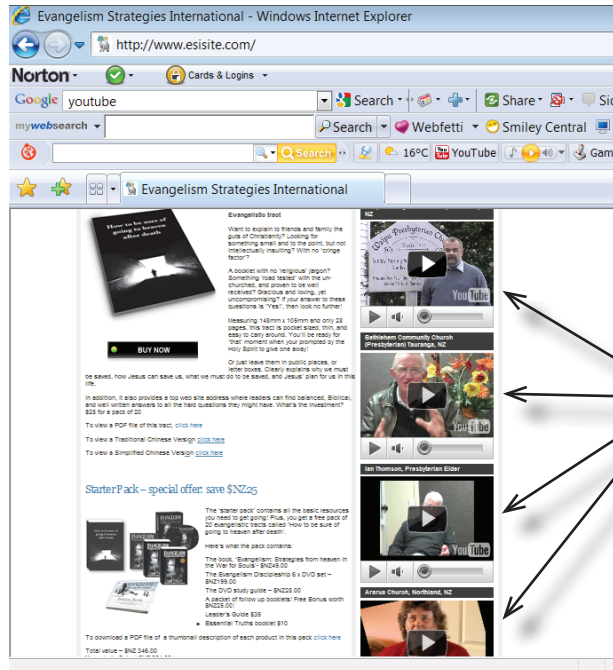 Evangelism Strategies International - Windows Internet Explorer
http://www.esisite.com/
Norton
Cards & Logins
Google youtube Search Share Sid
mywebsearch Search Webfetti Smiley Central
Search 16°C YouTube Gam
Evangelism Strategies International
How to be sure of
going to heaven
after death
BUY NOW
Evangelistic tract
Want to explain to friends and family the
guts of Christianity? Looking for
something small and to the point, but not
intellectually insulting? With no 'cringe
factor'?
A booklet with no 'religious' jargon?
Something 'road tested' with the un-
churched, and proven to be well
received? Gracious and loving, yet
uncompromising? If your answer to these
questions is "Yes", then look no further!
Measuring 148mm x 105mm and only 28
pages, this tract is pocket sized, thin, and
easy to carry around. You'll be ready for
'that' moment when your prompted by the
Holy Spirit to give one away!
Or just leave them in public places, or
letter boxes. Clearly explains why we must
be saved, how Jesus can save us, what we must do to be saved, and Jesus' plan for us in this
life.
In addition, it also provides a top web site address where readers can find balanced, Biblical,
and well written answers to all the hard questions they might have. What's the investment?
$25 for a pack of 20
To view a PDF file of this tract, click here
To view a Traditional Chinese Version click here
To view a Simplified Chinese Version click here
Starter Pack – special offer: save $NZ25
The 'starter pack' contains all the basic resources
you need to get going! Plus, you get a free pack of
20 evangelistic tracts called 'How to be sure of
going to heaven after death'.
Here's what the pack contains:
The book, 'Evangelism: Strategies from heaven in
the War for Souls'- $NZ49.00
The Evangelism Discipleship 6 x DVD set –
$NZ199.00
The DVD study guide – $NZ28.00
A packet of follow up booklets! Free Bonus worth
$NZ25.00!
Leader's Guide $35
Essential Truths booklet $10
To download a PDF file of a thumbnail description of each product in this pack click here
Total value – $NZ 346.00
NZ
Waipu Presbyterian Church
YouTube
Bethlehem Community Church
(Presbyterian) Tauranga, NZ
YouTube
Ian Thomson, Presbyterian Elder
YouTube
Ararua Church, Northland, NZ